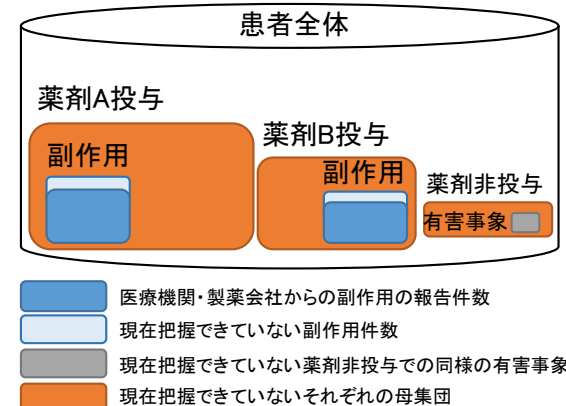 患者全体
薬剤A投与
薬剤B投与
副作用
副作用
薬剤非投与
有害事象
医療機関・製薬会社からの副作用の報告件数
現在把握できていない副作用件数
現在把握できていない薬剤非投与での同様の有害事象
現在把握できていないそれぞれの母集団